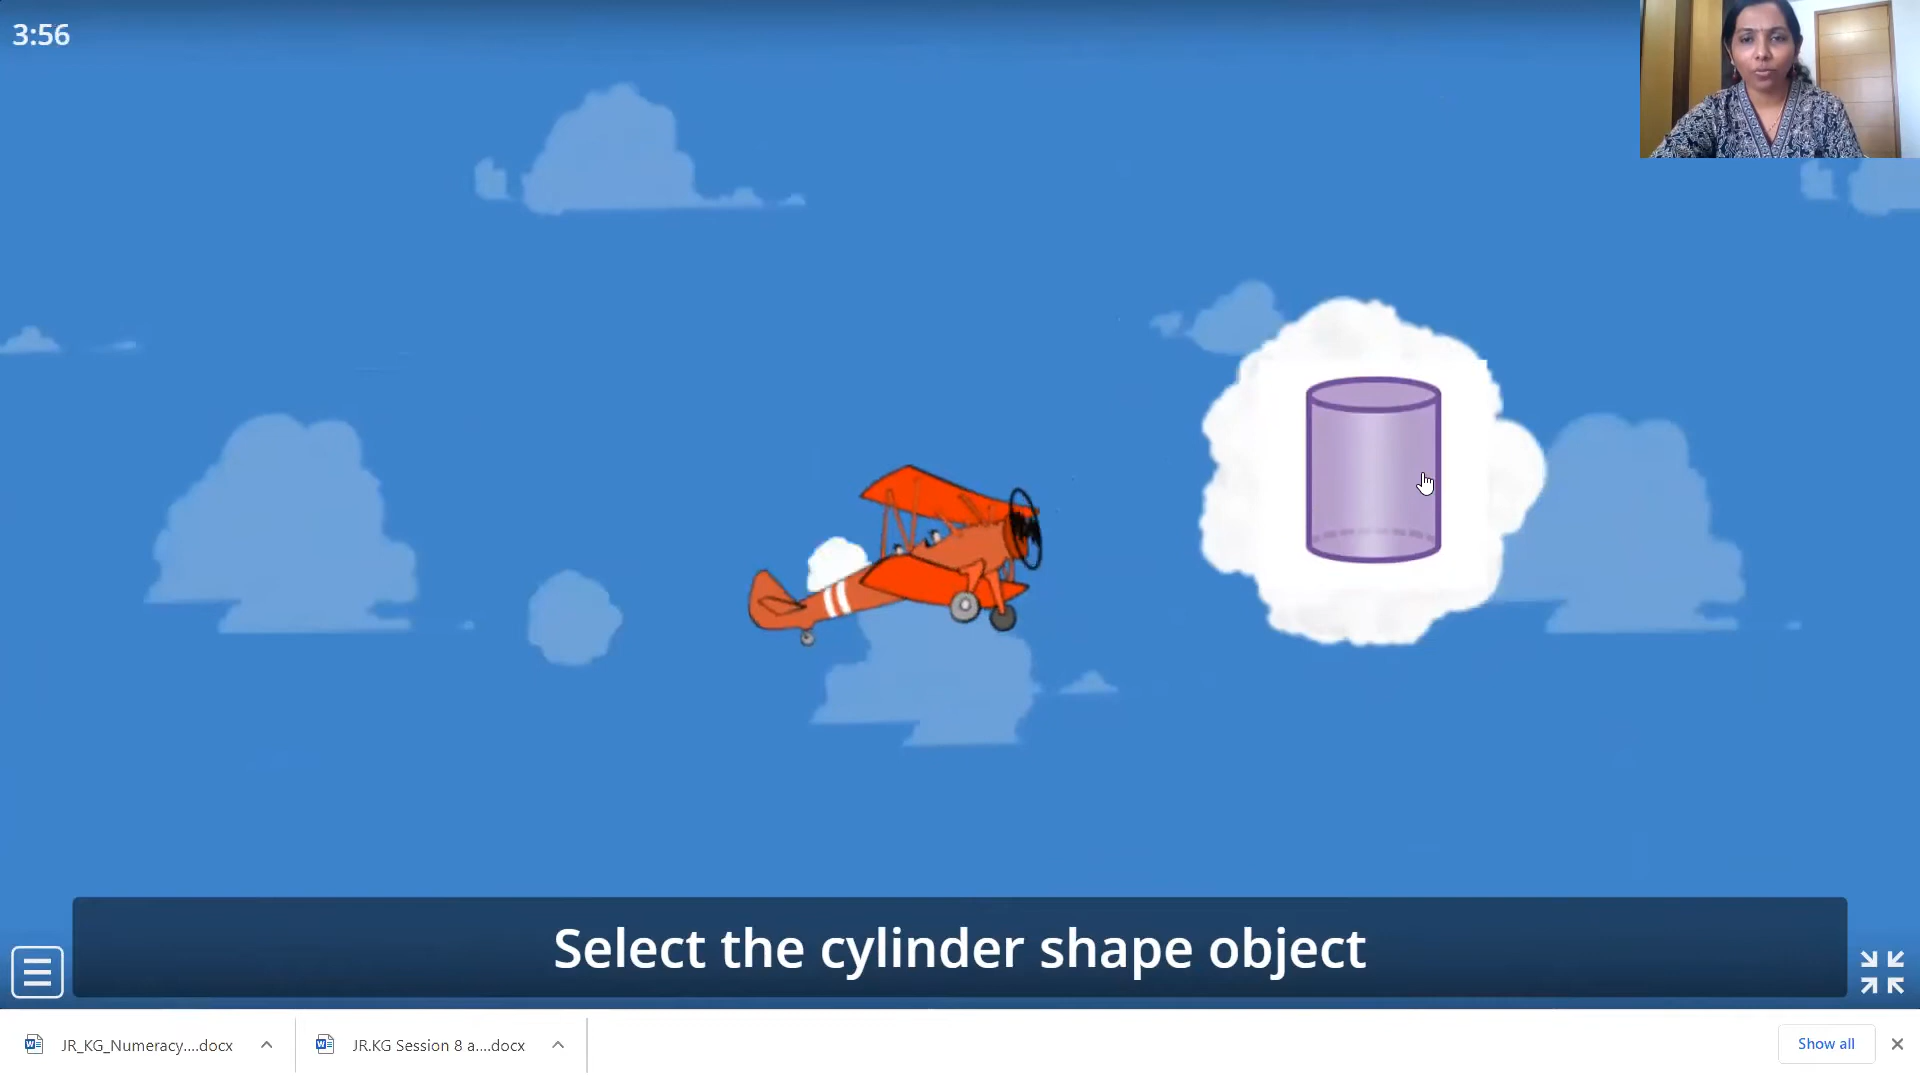 3:56
Select the cylinder shape object
JR_KG_Numeracy....docx
JR.KG Session 8 a....docx
Show all